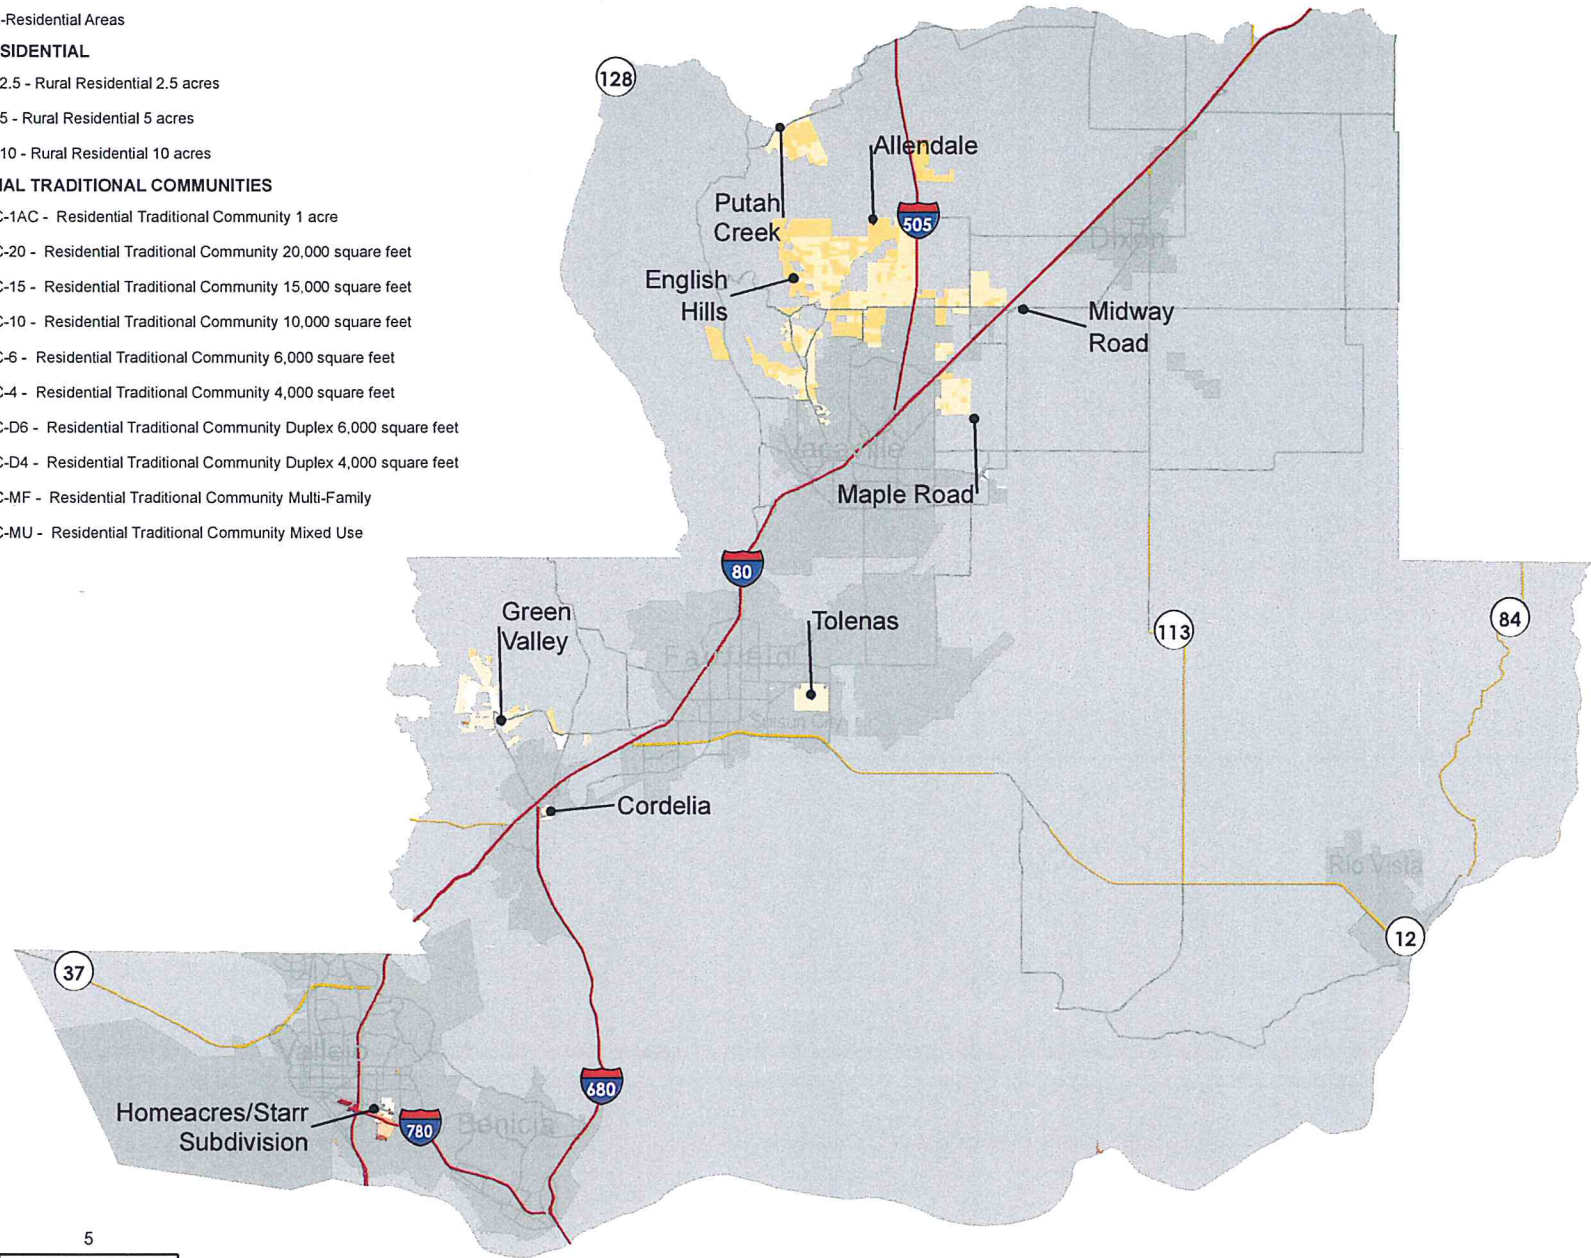 -Residential Areas
SIDENTIAL
2.5 - Rural Residential 2.5 acres
5 - Rural Residential 5 acres
10 - Rural Residential 10 acres
IAL TRADITIONAL COMMUNITIES
C-1AC - Residential Traditional Community 1 acre
C-20 - Residential Traditional Community 20,000 square feet
C-15 - Residential Traditional Community 15,000 square feet
C-10 - Residential Traditional Community 10,000 square feet
C-6 - Residential Traditional Community 6,000 square feet
C-4 - Residential Traditional Community 4,000 square feet
C-D6 - Residential Traditional Community Duplex 6,000 square feet
C-D4 - Residential Traditional Community Duplex 4,000 square feet
C-MF - Residential Traditional Community Multi-Family
C-MU - Residential Traditional Community Mixed Use
128
Allendale
Putah
Creek
505
Dixon
English
Hills
Midway
Road
Vacaville
Maple Road
80
Green
Valley
Tolenas
113
84
Fairfield
Suisun City
Cordelia
Rio Vista
12
37
Vallejo
680
Homeacres/Starr
Subdivision
780
Benicia
5